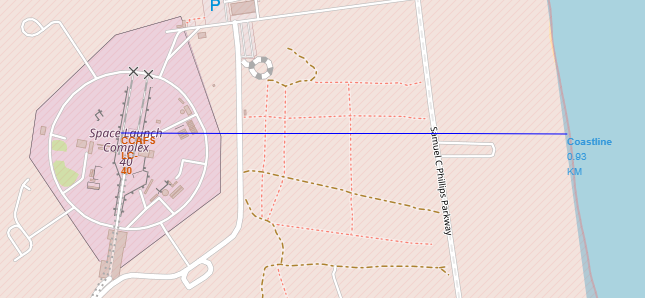 P
Space Launch
Complex
40
CCAFS
LC-
40
Samuel C Phillips Parkway
Coastline
0.93
KM